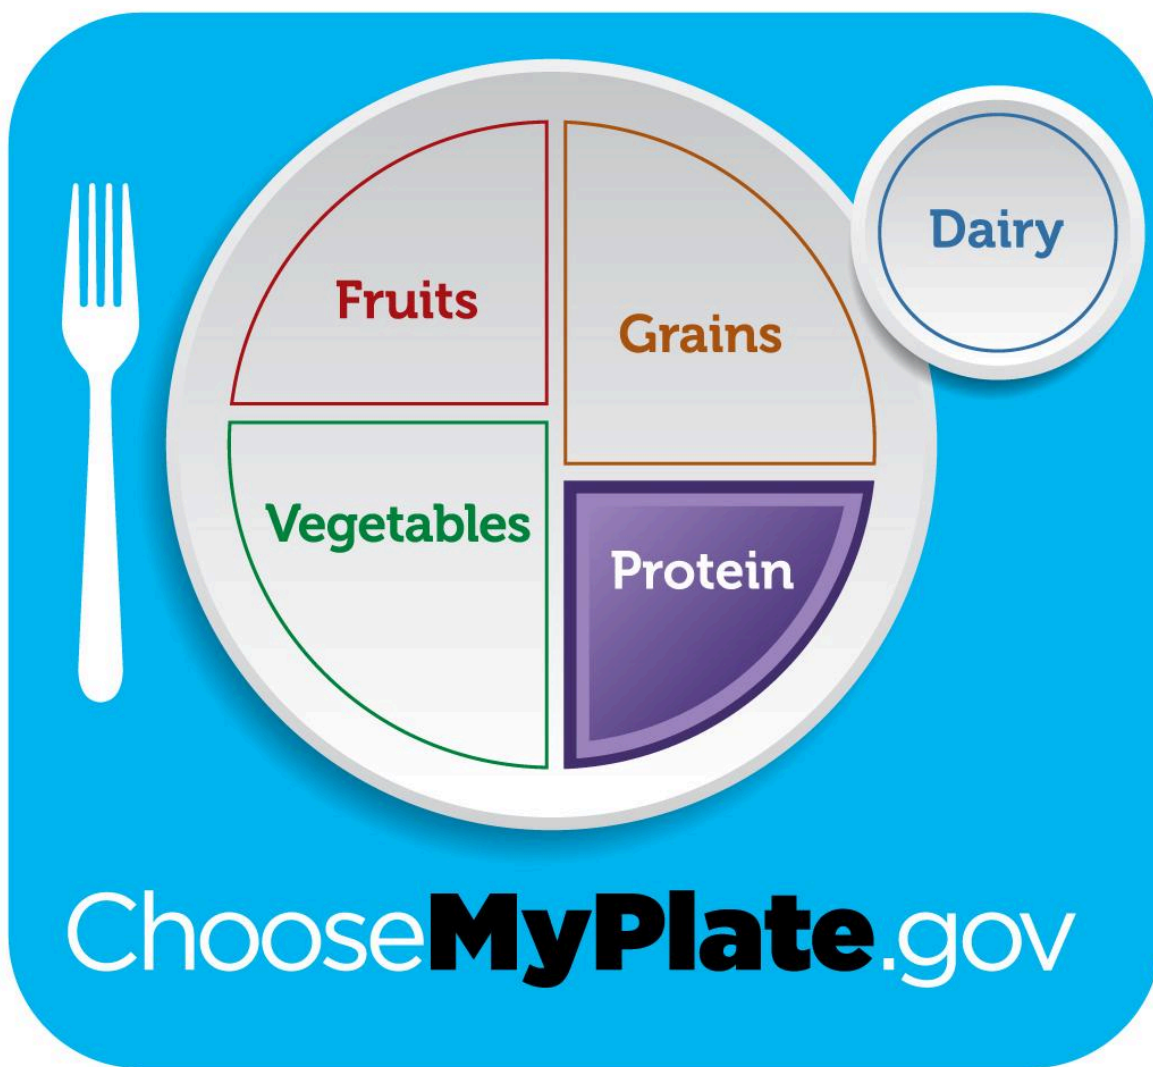 Dairy
Fruits
Grains
Vegetables
Protein
ChooseMyPlate.gov